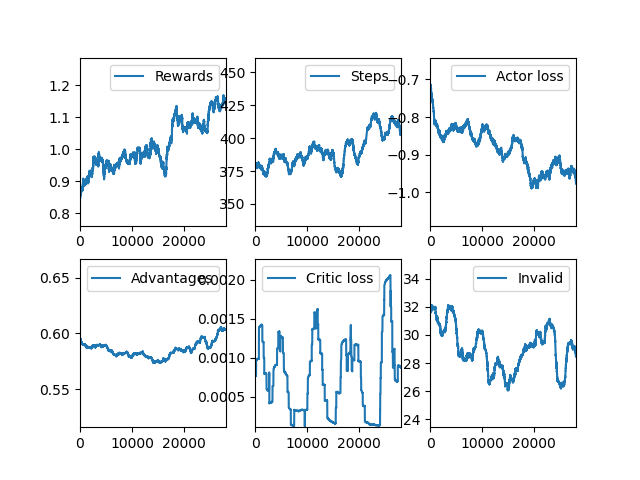 Rewards
1.2
1.1
1.0
0.9
0.8
0 10000 20000
Steps
450
425
400
375
350
0 10000 20000
Actor loss
−0.7
−0.8
−0.9
−1.0
0 10000 20000
Advantages
0.65
0.60
0.55
0 10000 20000
Critic loss
0.0020
0.0015
0.0010
0.0005
0 10000 20000
Invalid
34
32
30
28
26
24
0 10000 20000